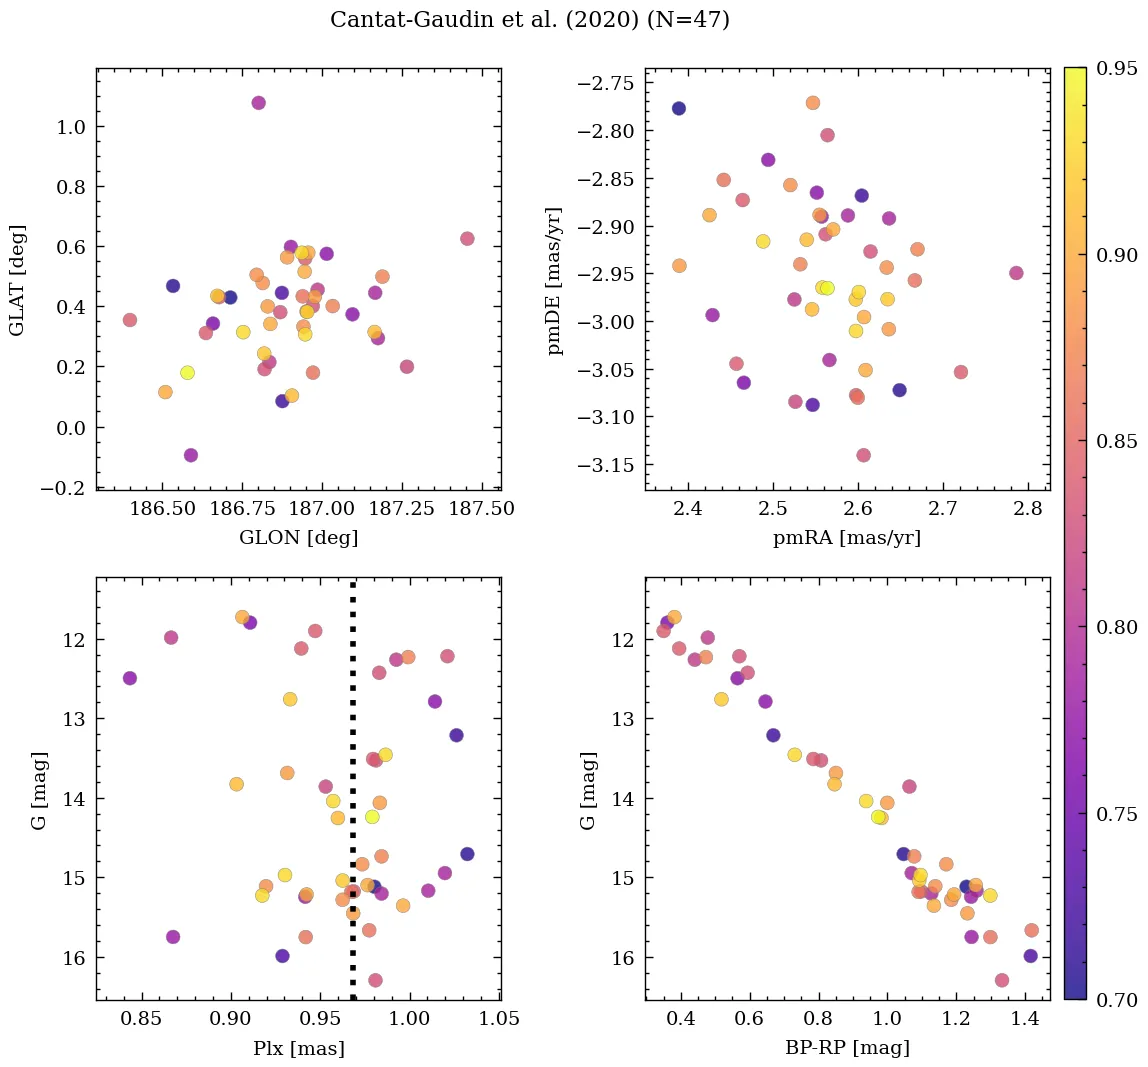 Cantat-Gaudin et al. (2020) (N=47)
GLAT [deg]
1.0
0.8
0.6
0.4
0.2
0.0
−0.2
186.50 186.75 187.00 187.25 187.50
GLON [deg]
pmDE [mas/yr]
−2.75
−2.80
−2.85
−2.90
−2.95
−3.00
−3.05
−3.10
−3.15
2.4 2.5 2.6 2.7 2.8
pmRA [mas/yr]
G [mag]
12
13
14
15
16
0.85 0.90 0.95 1.00 1.05
Plx [mas]
G [mag]
12
13
14
15
16
0.4 0.6 0.8 1.0 1.2 1.4
BP-RP [mag]
0.95
0.90
0.85
0.80
0.75
0.70